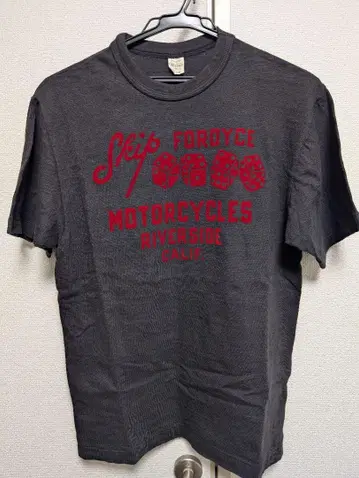 Skip FORDYCE
MOTORCYCLES
RIVERSIDE
CALIF